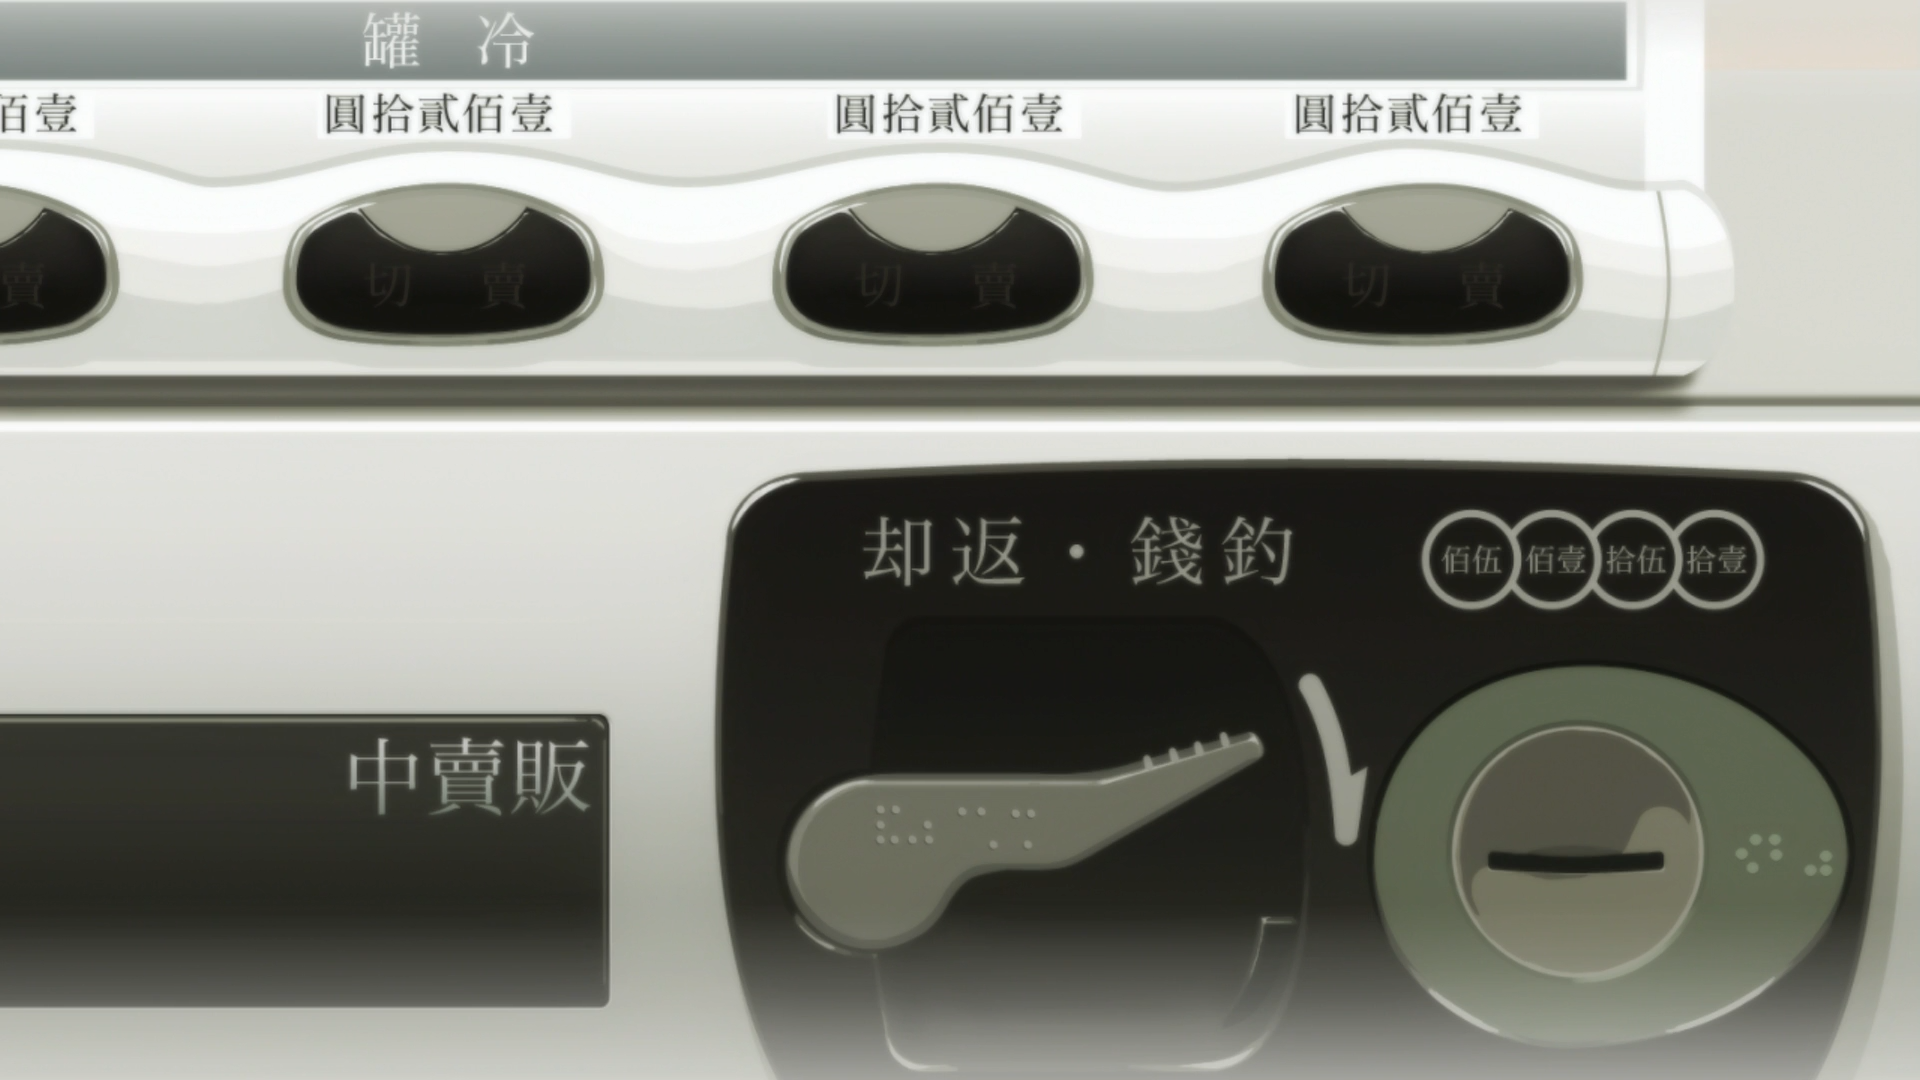 冷 罐
壹佰貳拾圓
壹佰貳拾圓
壹佰貳拾圓
壹佰
賣 切
賣 切
賣 切
賣
壹拾 伍拾 壹佰 伍佰
釣錢・返却
販賣中